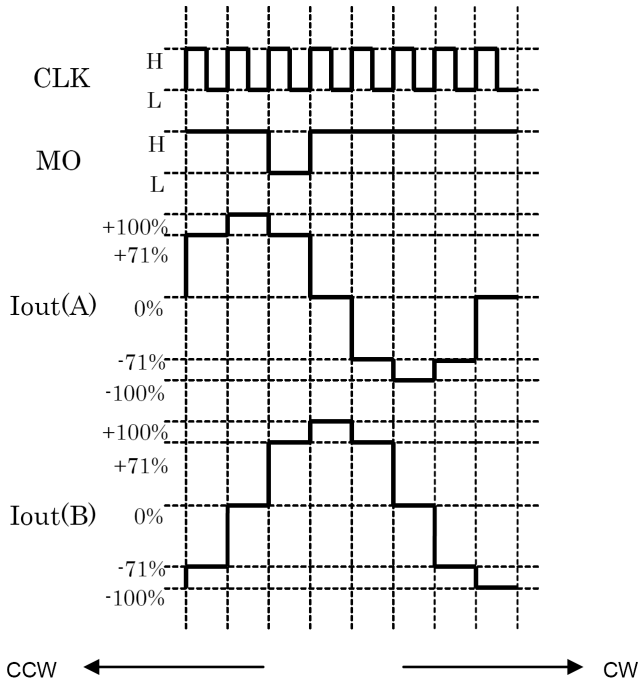 H
CLK
L
H
MO
L
+100%
+71%
Iout(A)
0%
-71%
-100%
+100%
+71%
Iout(B)
0%
-71%
-100%
CCW
CW